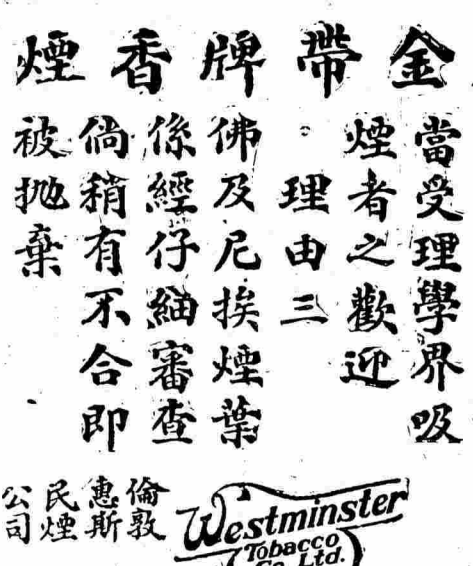 金帶牌香煙
當受理學界吸
煙者之歡迎
理由三
佛及尼挨煙葉
係經仔細審查
倘稍有不合即
被拋棄
倫敦
惠斯
民煙
公司
Westminster
Tobacco
Co. Ltd.